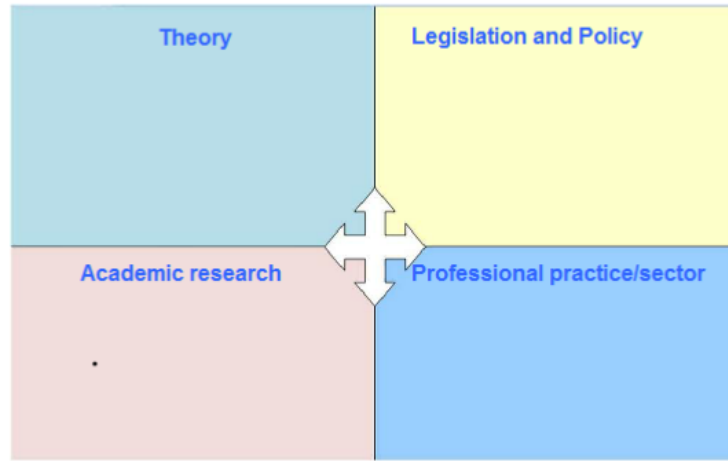 Theory
Legislation and Policy
Academic research
Professional practice/sector